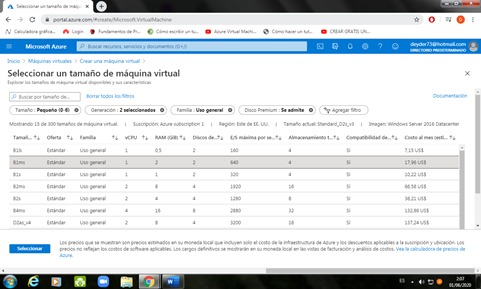 Seleccionar un tamaño de má
portal.azure.com/#create/Microsoft.VirtualMachine
Calculadora gráfica... Facebook Fundamentos de Pr... Cómo escribir un tu... Azure Virtual Machi... Cómo hacer un tut... CREAR GRATIS UN...
Microsoft Azure Buscar recursos, servicios y documentos (G+/) deyder73@hotmail.com
DIRECTORIO PREDETERMINADO
Inicio > Máquinas virtuales > Crear una máquina virtual >
Seleccionar un tamaño de máquina virtual
Explorar los tamaños de máquina virtual disponibles y sus características
Buscar por tamaño de... Borrar todos los filtros Documentación
Tamaño : Pequeño (0-6) Generación : 2 seleccionados Familia : Uso general Disco Premium : Se admite Agregar filtro
Mostrando 15 de 300 tamaños de máquina virtual. | Suscripción: Azure subscription 1 | Región: Este de EE. UU. | Tamaño actual: Standard_D2s_v3 | Imagen: Windows Server 2016 Datacenter
Tamañ... Oferta Familia vCPU RAM (GiB) Discos de... E/S máxima por se... Almacenamiento t... Compatibilidad de... Costo al mes (esti...
B1ls Estándar Uso general 1 0,5 2 160 4 Sí 7,15 US$
B1ms Estándar Uso general 1 2 2 640 4 Sí 17,96 US$
B1s Estándar Uso general 1 1 2 320 4 Sí 10,22 US$
B2ms Estándar Uso general 2 8 4 1920 16 Sí 66,58 US$
B2s Estándar Uso general 2 4 4 1280 8 Sí 36,21 US$
B4ms Estándar Uso general 4 16 8 2880 32 Sí
D2as_v4 Estándar Uso general 2 8 4 3200 16 Sí 137,24 US$
Seleccionar
Los precios que se muestran son precios estimados en su moneda local que incluyen solo el costo de la infraestructura de Azure y los descuentos aplicables a la suscripción y ubicación. Los
precios no reflejan los costos de software aplicables. Los cargos definitivos se mostrarán en su moneda local en las vistas de facturación y análisis de costos. Vea la calculadora de precios de
Azure.
ES
2:07
01/06/2020